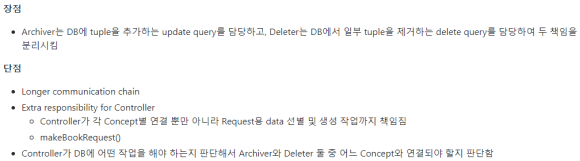 장점
Archiver는 DB에 tuple을 추가하는 update query를 담당하고, Deleter는 DB에서 일부 tuple을 제거하는 delete query를 담당하여 두 책임을
분리시킴
단점
Longer communication chain
Extra responsibility for Controller
Controller가 각 Concept별 연결 뿐만 아니라 Request용 data 선별 및 생성 작업까지 책임짐
makeBookRequest()
Controller가 DB에 어떤 작업을 해야 하는지 판단해서 Archiver와 Deleter 둘 중 어느 Concept와 연결되야 할지 판단함